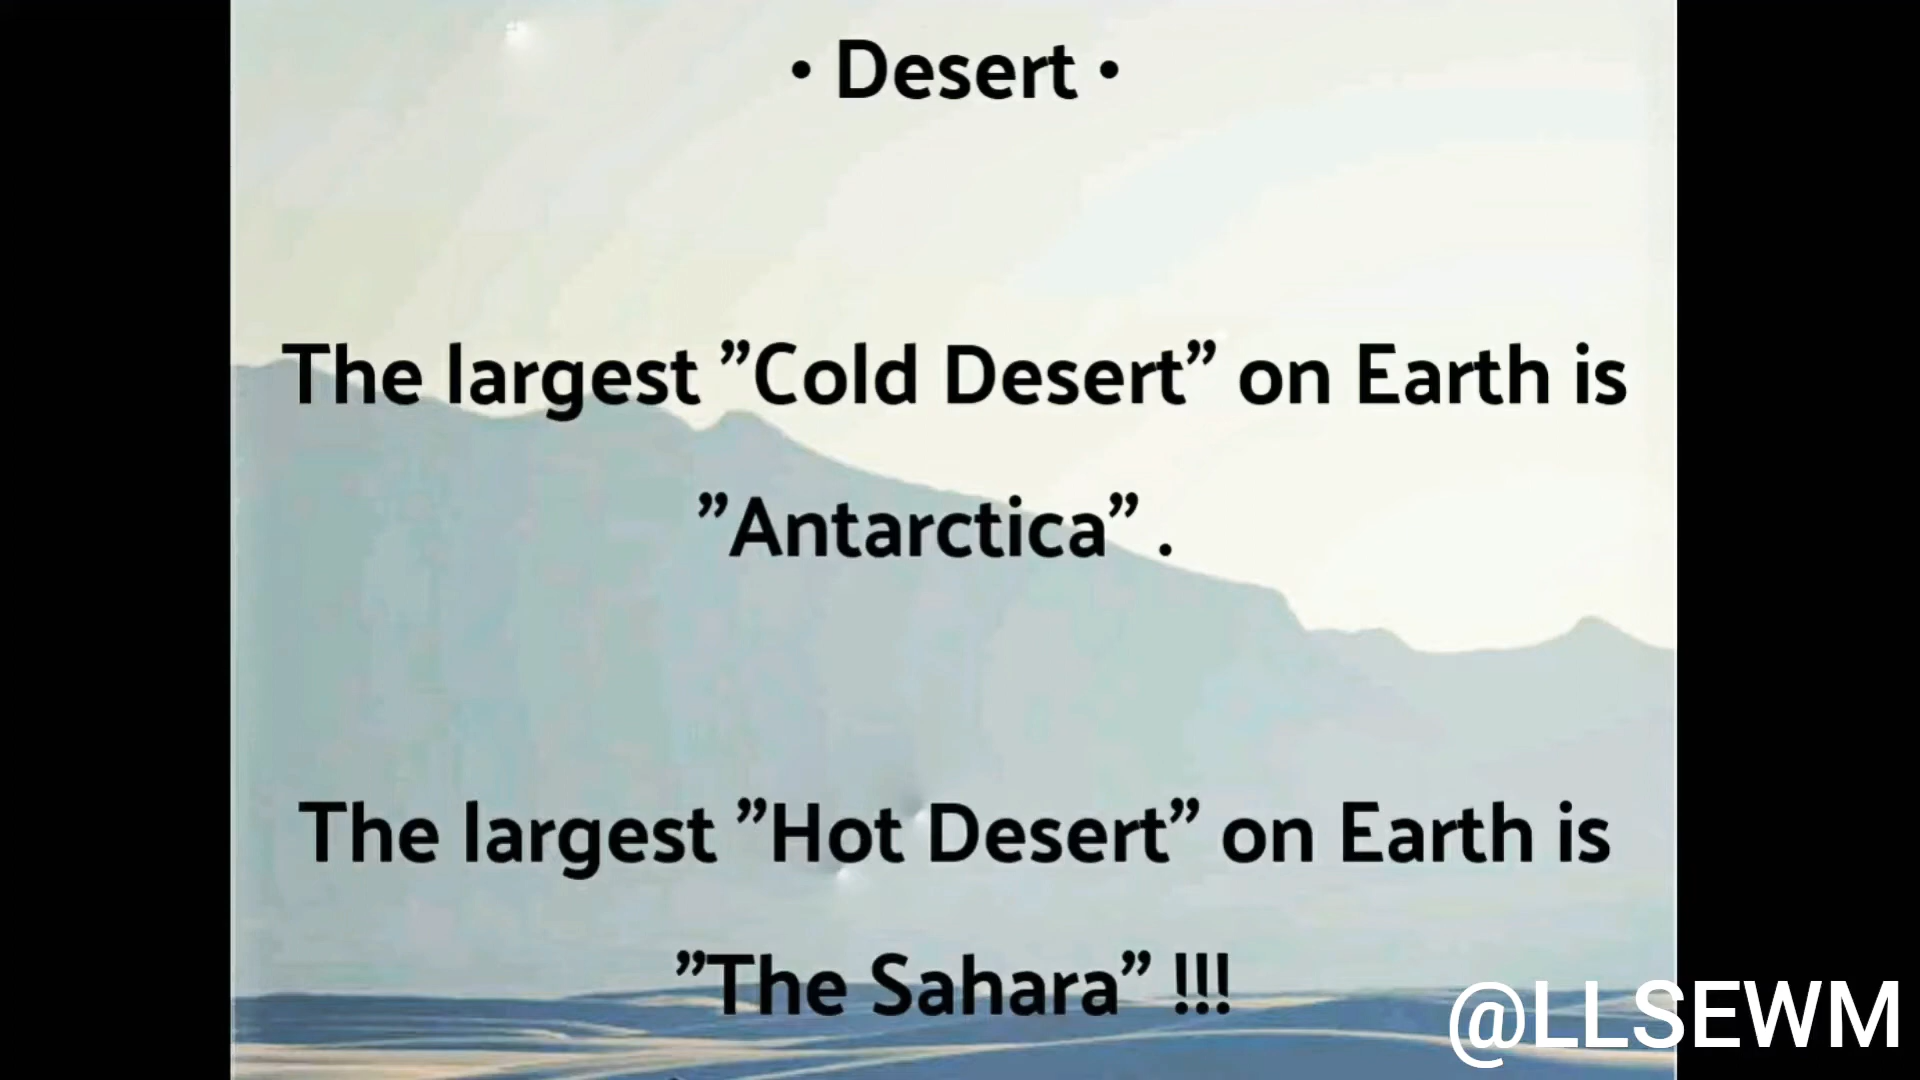 • Desert •
The largest ”Cold Desert” on Earth is
”Antarctica” .
The largest ”Hot Desert” on Earth is
”The Sahara” !!!
@LLSEWM